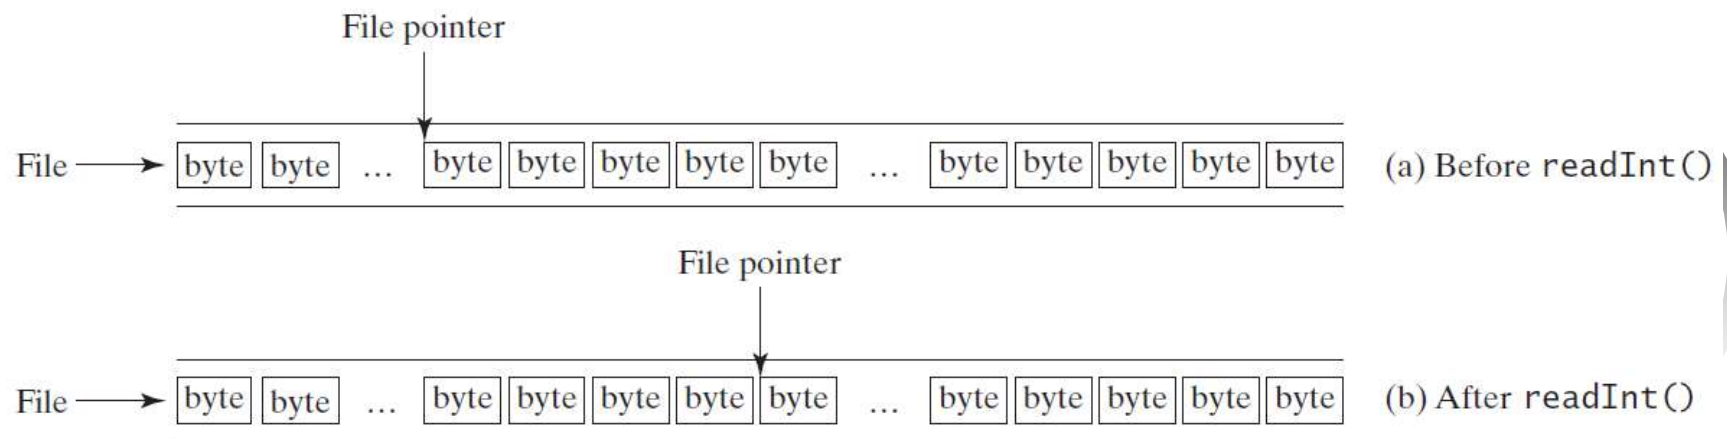 File pointer
File byte byte ... byte byte byte byte byte ... byte byte byte byte byte (a) Before readInt()
File pointer
File byte byte ... byte byte byte byte byte ... byte byte byte byte byte (b) After readInt()